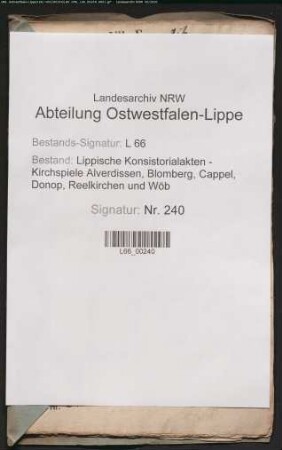 Landesarchiv NRW
Abteilung Ostwestfalen-Lippe
Bestands-Signatur: L 66
Bestand: Lippische Konsistorialakten -
Kirchspiele Alverdissen, Blomberg, Cappel,
Donop, Reelkirchen und Wöb
Signatur: Nr. 240
L66_00240